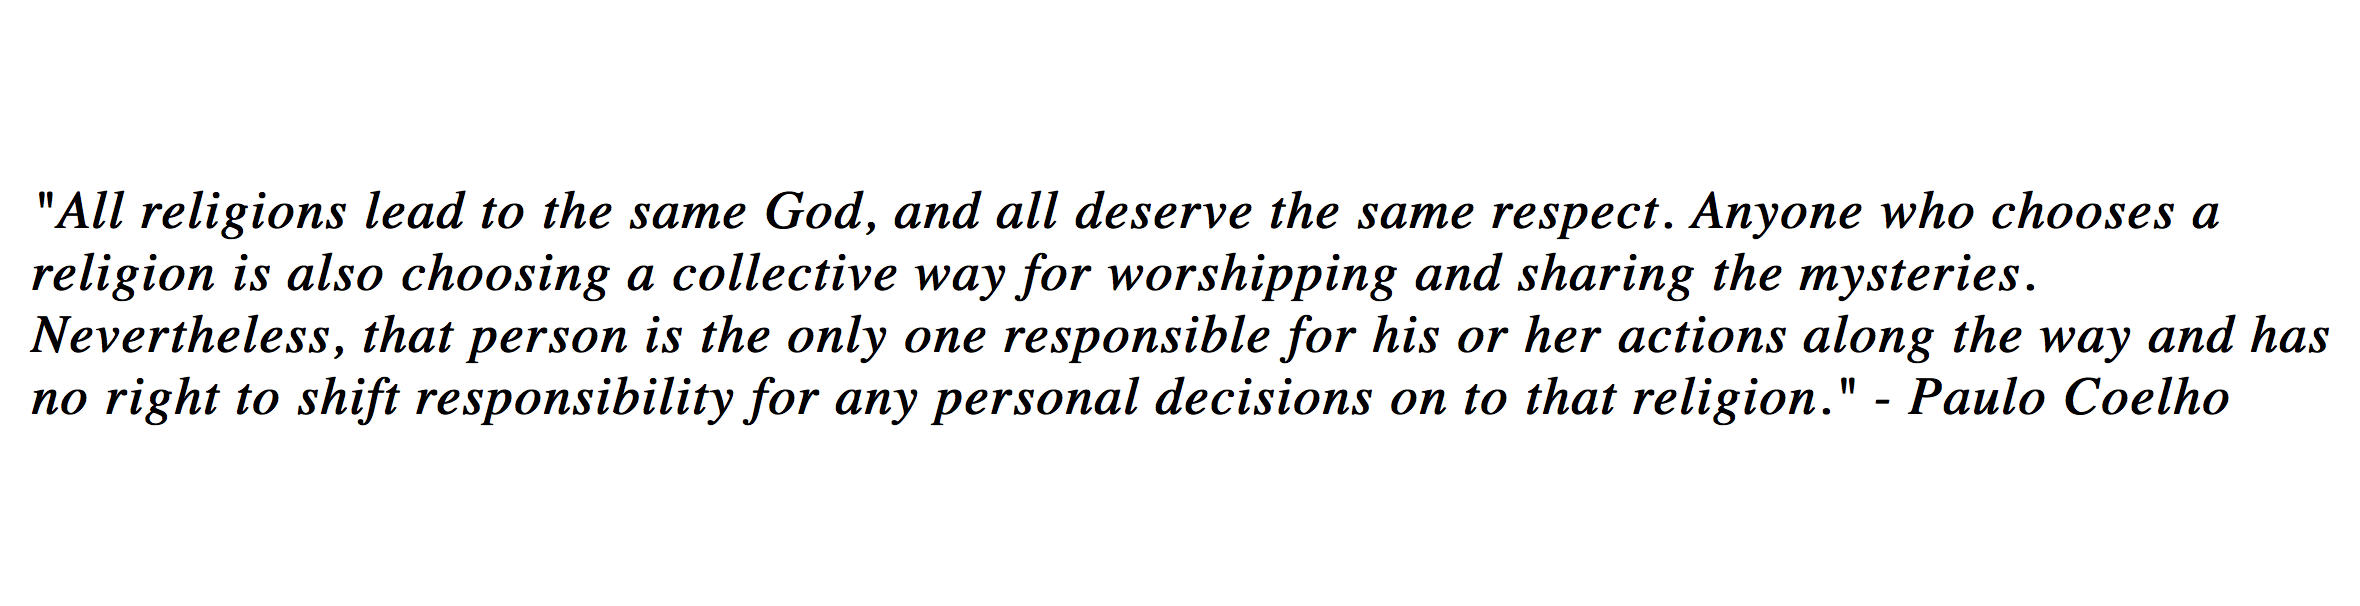 "All religions lead to the same God, and all deserve the same respect. Anyone who chooses a
religion is also choosing a collective way for worshipping and sharing the mysteries.
Nevertheless, that person is the only one responsible for his or her actions along the way and has
no right to shift responsibility for any personal decisions on to that religion." - Paulo Coelho